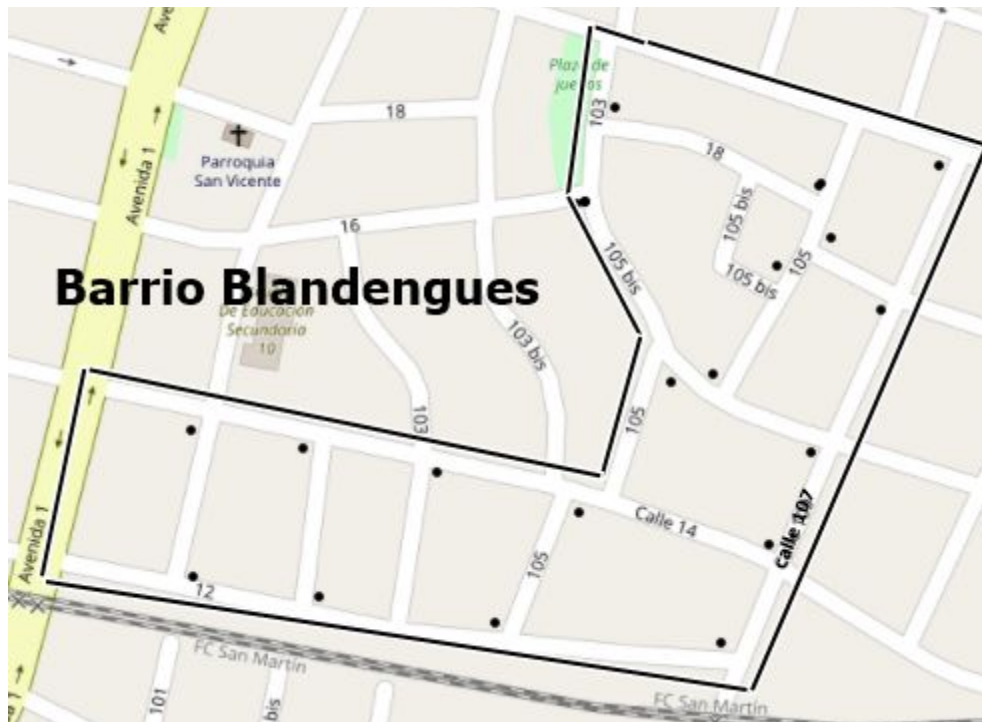 Ave
Plaza de
juegos
103
18
18
Parroquia
San Vicente
Avenida 1
105 bis
16
105 bis
105
105 bis
Barrio Blandengues
De Educación
Secundaria
10
103 bis
103
105
Calle 14
Calle 107
Avenida 1
105
12
FC San Martín
FC San Martín
101
bis
a 1